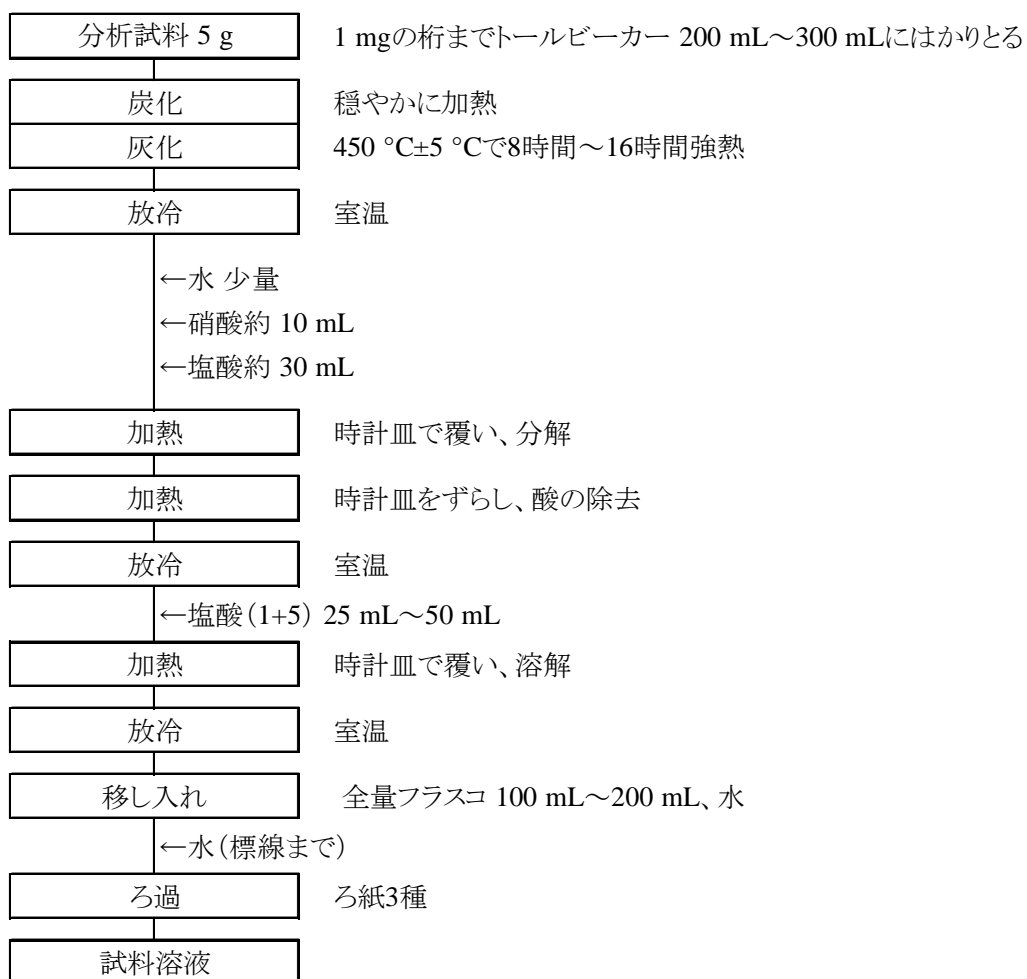 分析試料 5 g 1 mgの桁までトールビーカー 200 mL～300 mLにはかりとる
炭化 穏やかに加熱
灰化 450 °C±5 °Cで8時間～16時間強熱
放冷 室温
←水 少量
←硝酸約 10 mL
←塩酸約 30 mL
加熱 時計皿で覆い、分解
加熱 時計皿をずらし、酸の除去
放冷 室温
←塩酸（1+5） 25 mL～50 mL
加熱 時計皿で覆い、溶解
放冷 室温
移し入れ 全量フラスコ 100 mL～200 mL、水
←水（標線まで）
ろ過 ろ紙3種
試料溶液